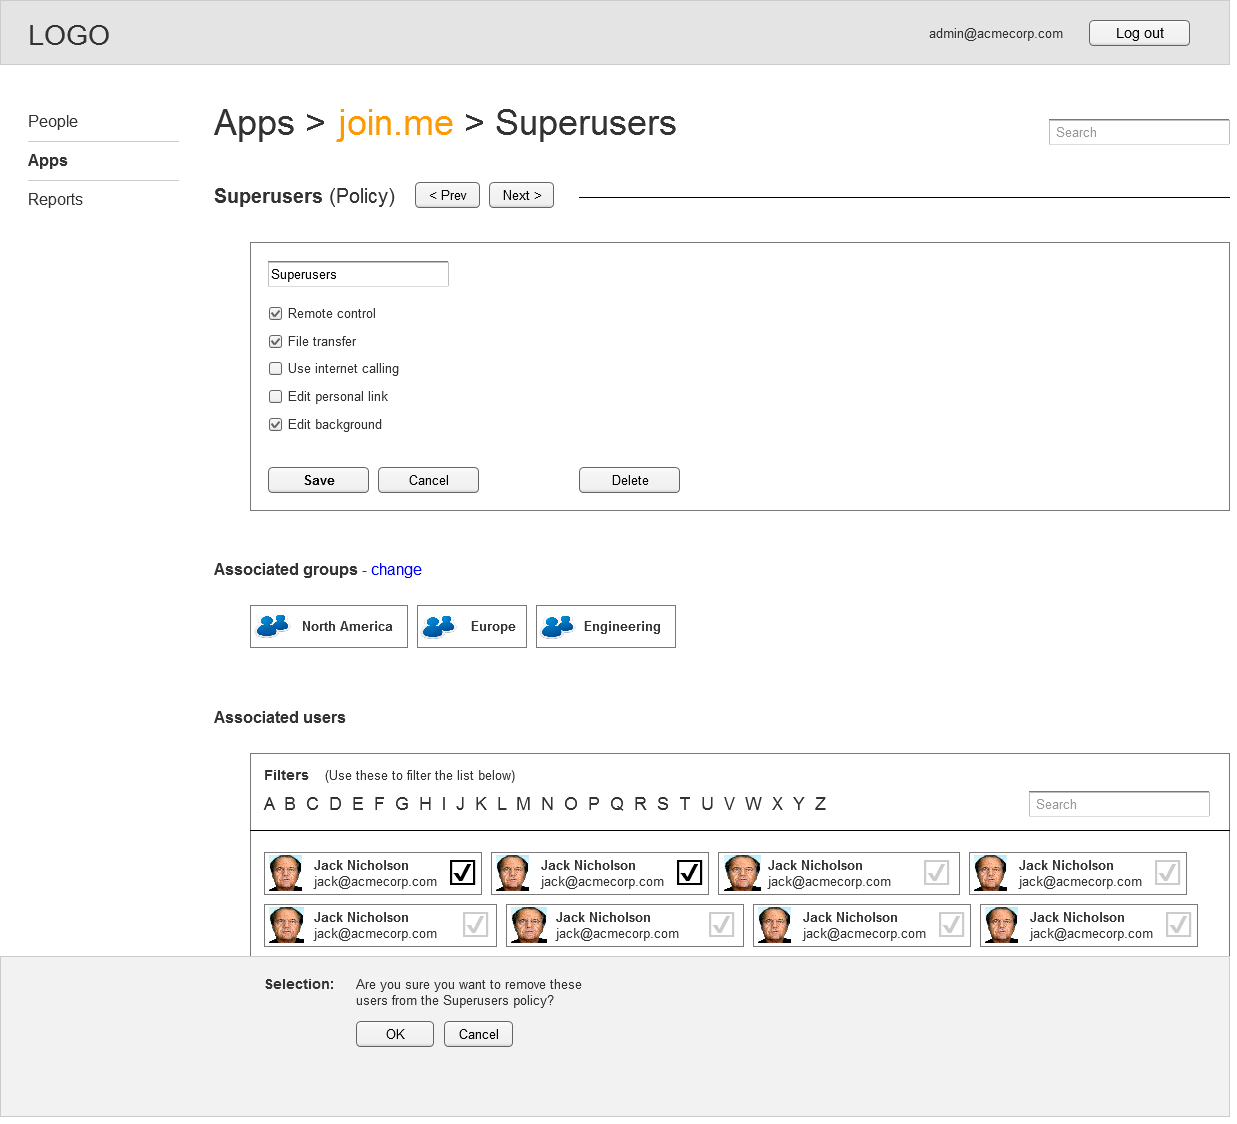 LOGO
admin@acmecorp.com
Log out
People
Apps
Reports
Apps > join.me > Superusers
Search
Superusers (Policy)
< Prev
Next >
Superusers
Remote control
File transfer
Use internet calling
Edit personal link
Edit background
Save
Cancel
Delete
Associated groups - change
North America
Europe
Engineering
Associated users
Filters (Use these to filter the list below)
A B C D E F G H I J K L M N O P Q R S T U V W X Y Z
Search
Jack Nicholson
jack@acmecorp.com
Jack Nicholson
jack@acmecorp.com
Jack Nicholson
jack@acmecorp.com
Jack Nicholson
jack@acmecorp.com
Jack Nicholson
jack@acmecorp.com
Jack Nicholson
jack@acmecorp.com
Jack Nicholson
jack@acmecorp.com
Jack Nicholson
jack@acmecorp.com
Selection:
Are you sure you want to remove these
users from the Superusers policy?
OK
Cancel